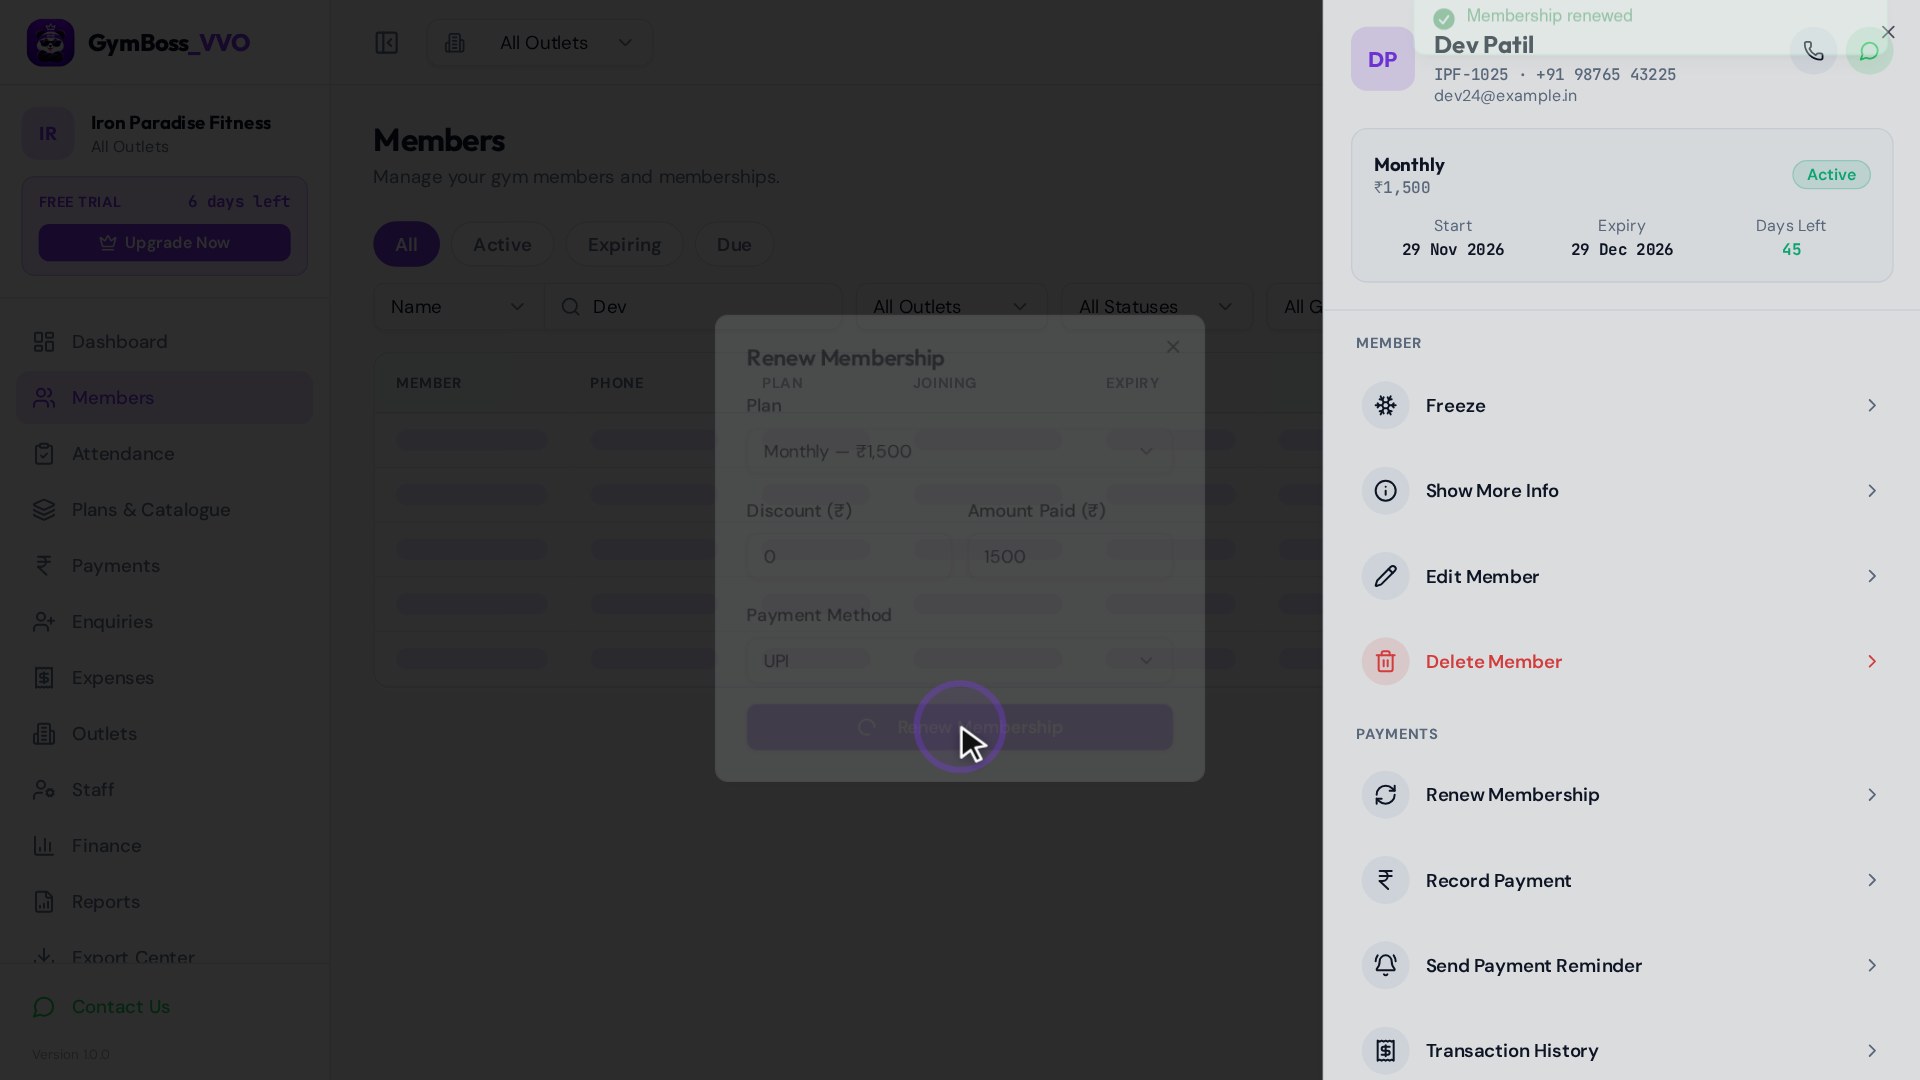 GymBoss_VVO
All Outlets
Iron Paradise Fitness
IR
All Outlets
FREE TRIAL
6 days left
Upgrade Now
Dashboard
Members
Attendance
Plans & Catalogue
Payments
Enquiries
Expenses
Outlets
Staff
Finance
Reports
Export Center
Contact Us
Version 1.0.0
Members
Manage your gym members and memberships.
All
Active
Expiring
Due
Name
Dev
All Outlets
All Statuses
All G
MEMBER
PHONE
PLAN
JOINING
EXPIRY
Renew Membership
Plan
Monthly — ₹1,500
Discount (₹)
Amount Paid (₹)
0
1500
Payment Method
UPI
Renew Membership
Membership renewed
DP
Dev Patil
IPF-1025 · +91 98765 43225
dev24@example.in
Monthly
₹1,500
Active
Start
Expiry
Days Left
29 Nov 2026
29 Dec 2026
45
MEMBER
Freeze
Show More Info
Edit Member
Delete Member
PAYMENTS
Renew Membership
Record Payment
Send Payment Reminder
Transaction History